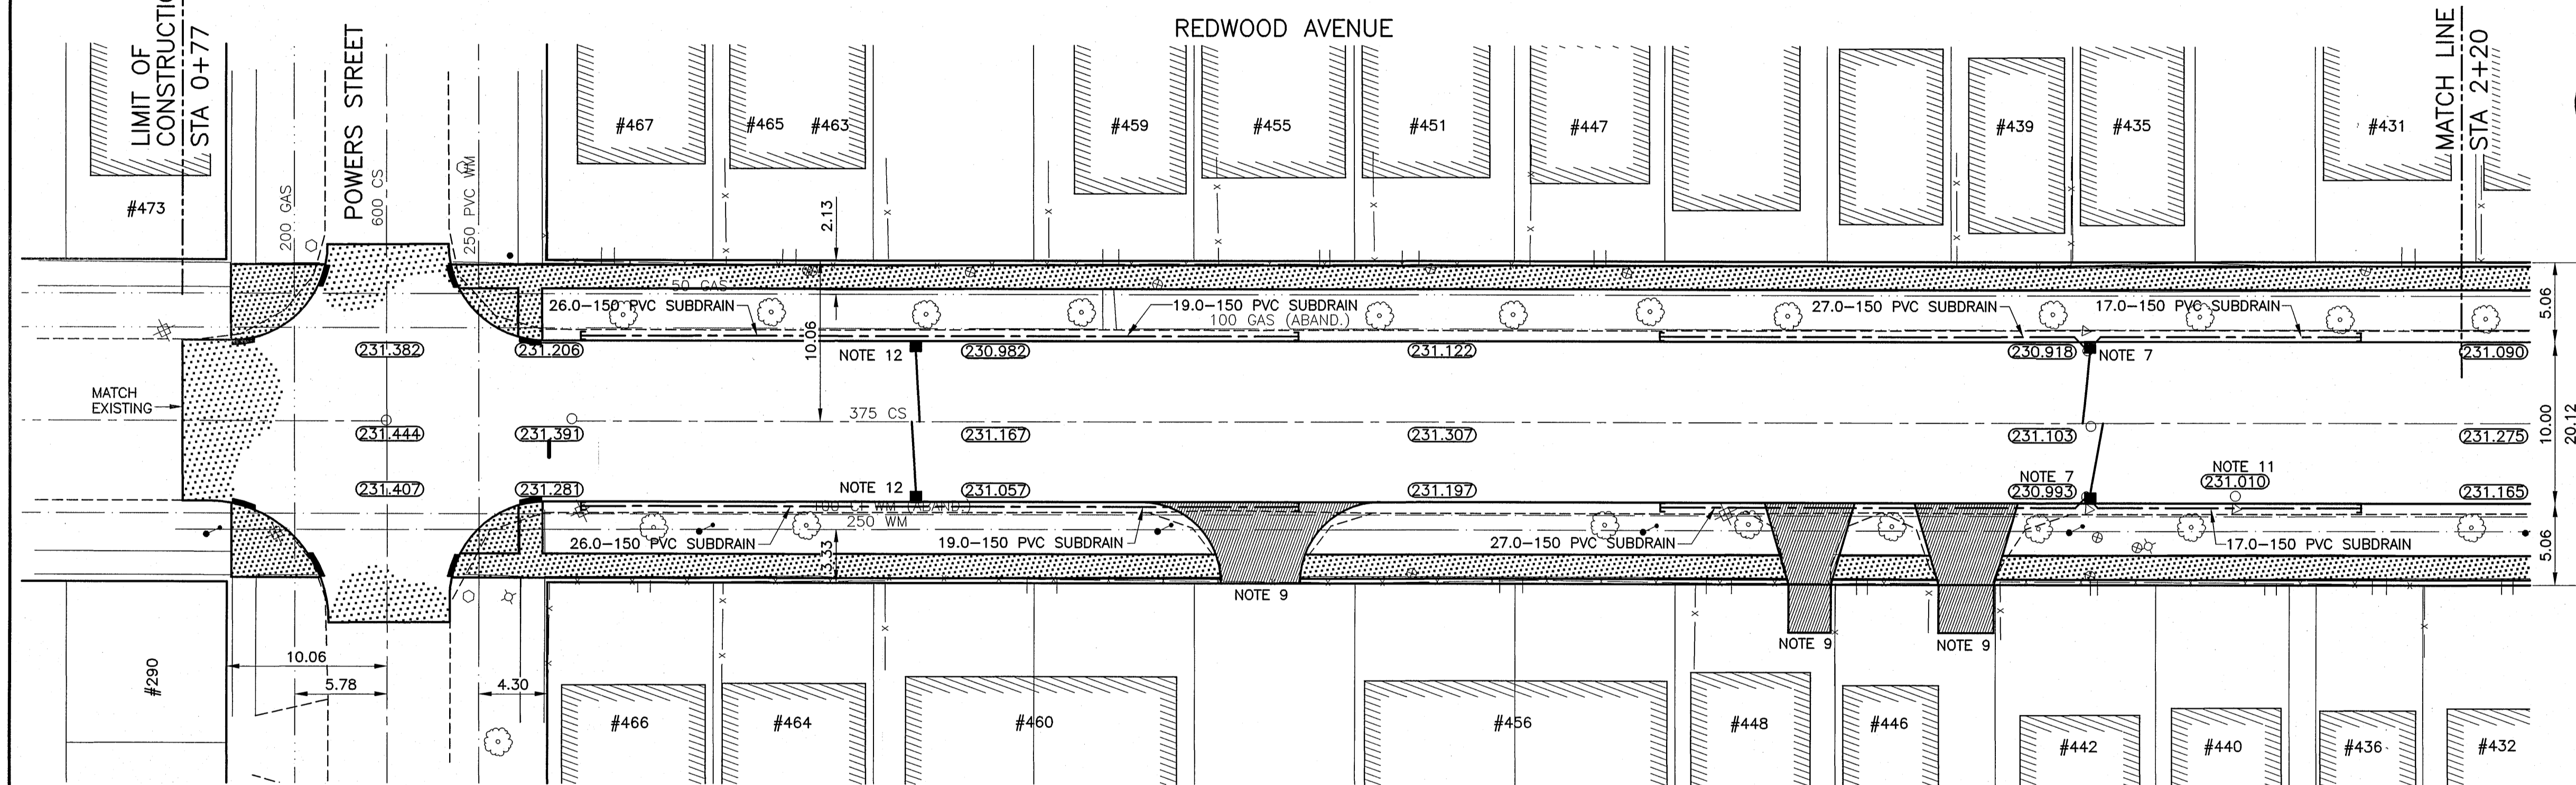 REDWOOD AVENUE
LIMIT OF
CONSTRUCTIO
STA 0+77
POWERS STREET
MATCH LINE
STA 2+20
#473
200 GAS
600 CS
250 PVC WM
#467
#465
#463
#459
#455
#451
#447
#439
#435
#431
2.13
50 GAS
26.0-150 PVC SUBDRAIN
19.0-150 PVC SUBDRAIN
100 GAS (ABAND.)
27.0-150 PVC SUBDRAIN
17.0-150 PVC SUBDRAIN
5.06
231.382
231.206
10.06
NOTE 12
230.982
231.122
230.918
NOTE 7
231.090
MATCH
EXISTING
375 CS
10.00
20.12
231.444
231.391
231.167
231.307
231.103
231.275
NOTE 11
231.010
231.407
231.281
NOTE 12
231.057
231.197
NOTE 7
230.993
231.165
100 CI WM (ABAND.)
250 WM
26.0-150 PVC SUBDRAIN
3.33
19.0-150 PVC SUBDRAIN
27.0-150 PVC SUBDRAIN
17.0-150 PVC SUBDRAIN
5.06
NOTE 9
NOTE 9
NOTE 9
10.06
5.78
4.30
#290
#466
#464
#460
#456
#448
#446
#442
#440
#436
#432